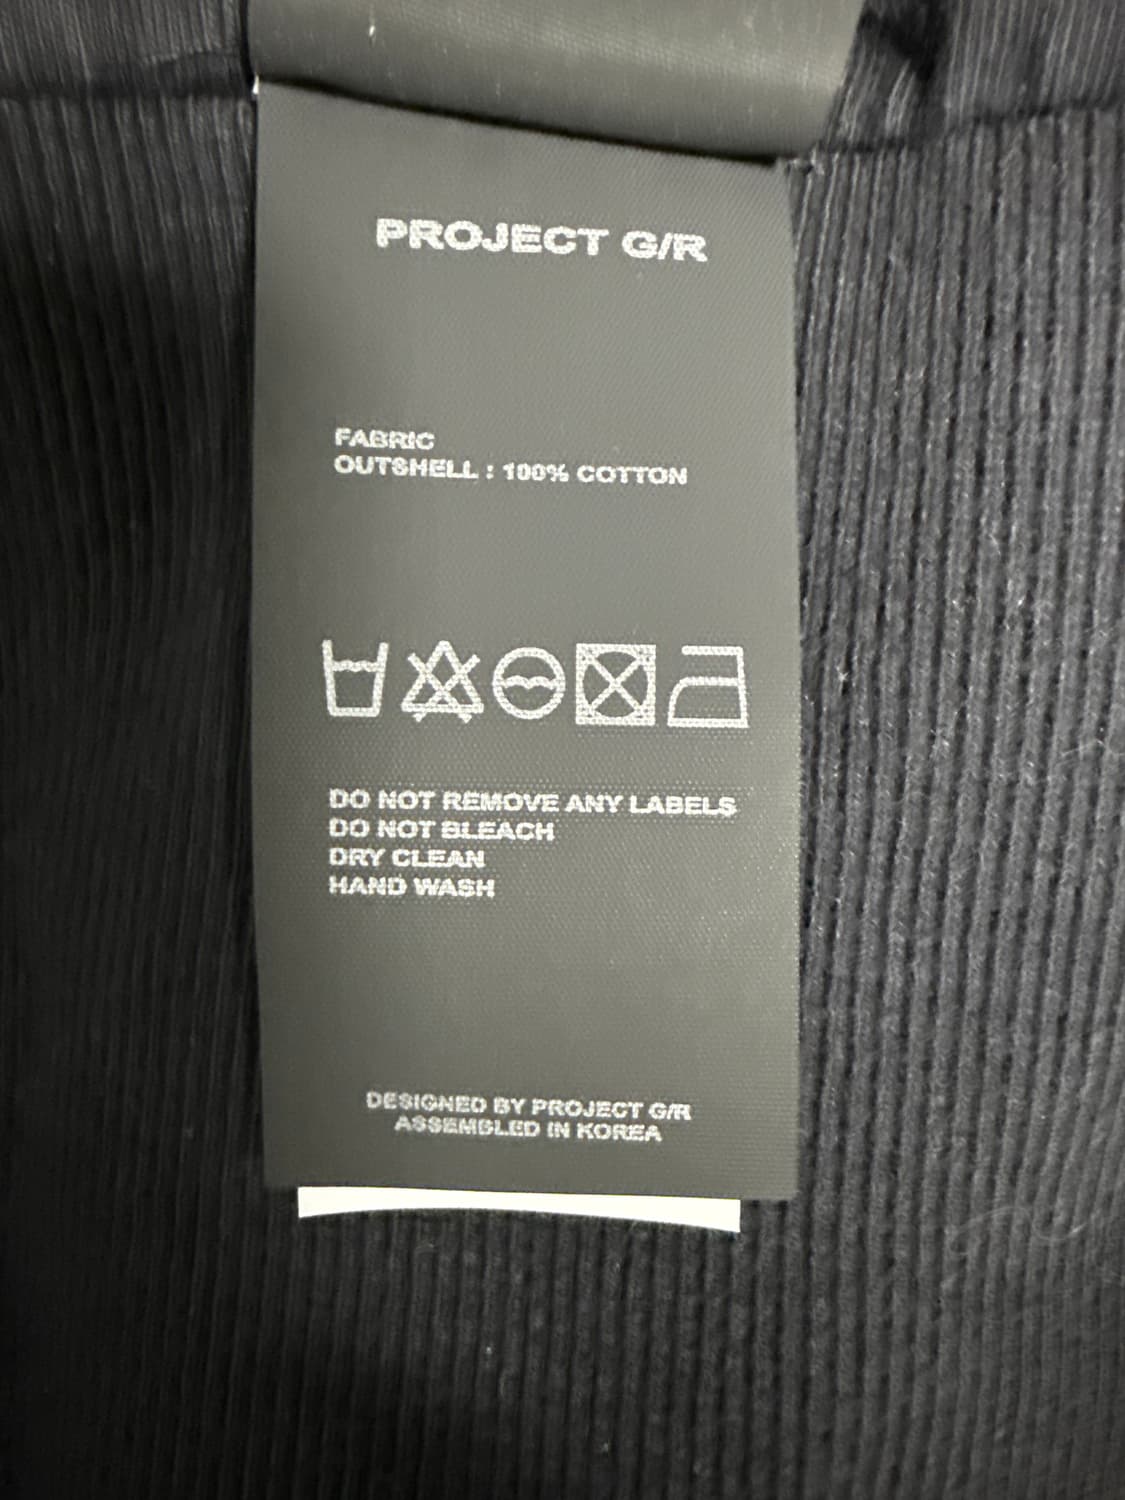 PROJECT G/R
FABRIC
OUTSHELL : 100% COTTON
DO NOT REMOVE ANY LABELS
DO NOT BLEACH
DRY CLEAN
HAND WASH
DESIGNED BY PROJECT G/R
ASSEMBLED IN KOREA